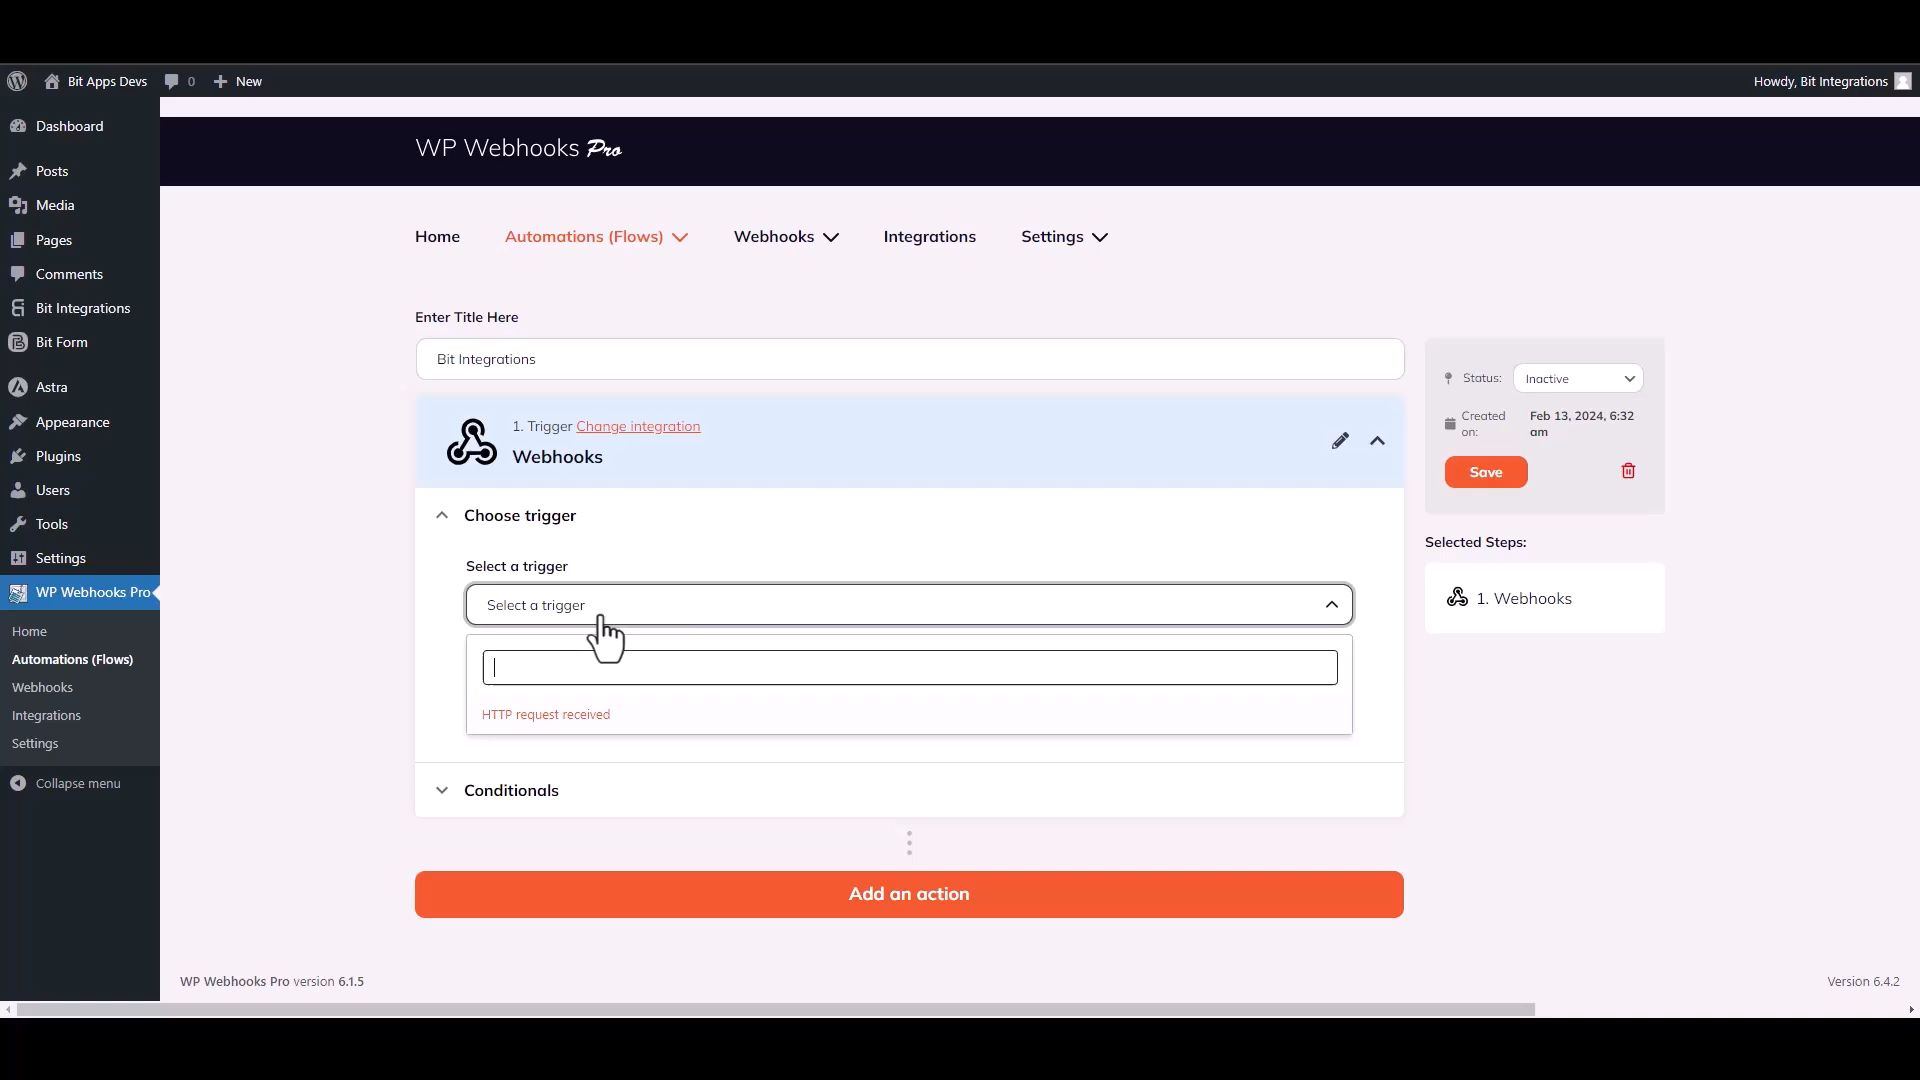 Bit Apps Devs
0
New
Howdy, Bit Integrations
Dashboard
Posts
Media
Pages
Comments
Bit Integrations
Bit Form
Astra
Appearance
Plugins
Users
Tools
Settings
WP Webhooks Pro
Home
Automations (Flows)
Webhooks
Integrations
Settings
Collapse menu
WP Webhooks Pro
Home
Automations (Flows)
Webhooks
Integrations
Settings
Enter Title Here
Bit Integrations
1. Trigger Change integration
Webhooks
Choose trigger
Select a trigger
Select a trigger
HTTP request received
Conditionals
Add an action
Status: Inactive
Created on: Feb 13, 2024, 6:32 am
Save
Selected Steps:
1. Webhooks
WP Webhooks Pro version 6.1.5
Version 6.4.2